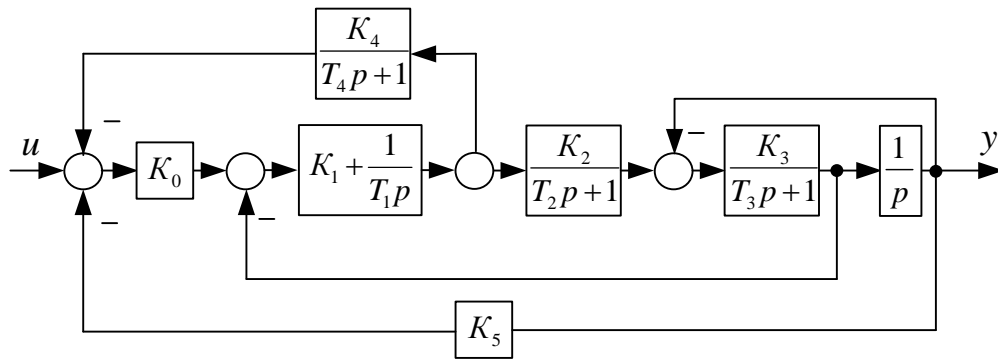 K₄
T₄p+1
−
−
u
y
K₀
K₁+
1
T₁p
K₂
T₂p+1
K₃
T₃p+1
1
p
−
−
K₅